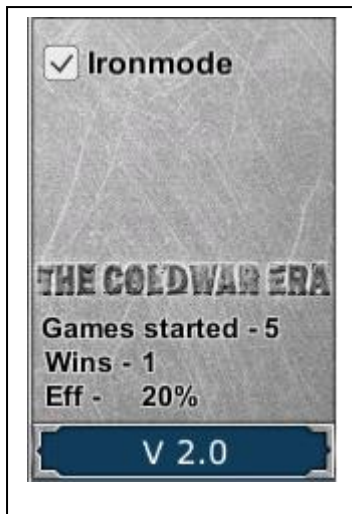 Ironmode
THE COLDWAR ERA
Games started - 5
Wins - 1
Eff - 20%
V 2.0